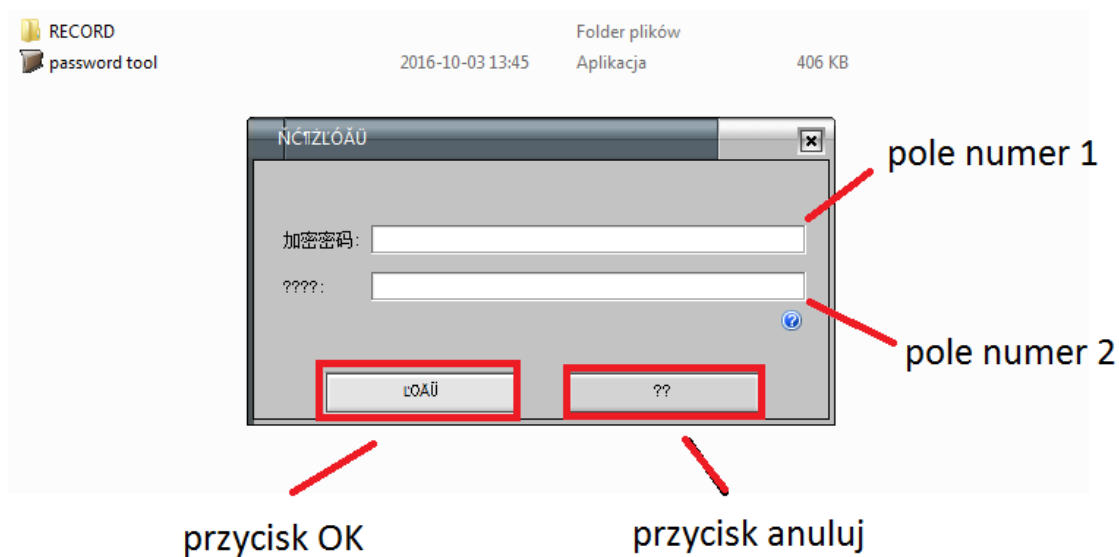 RECORD Folder plików
password tool 2016-10-03 13:45 Aplikacja 406 KB
ŃĆ¶ŻĽÓĂÜ
pole numer 1
加密密码:
????:
pole numer 2
ĽÓĂÜ
??
przycisk OK
przycisk anuluj